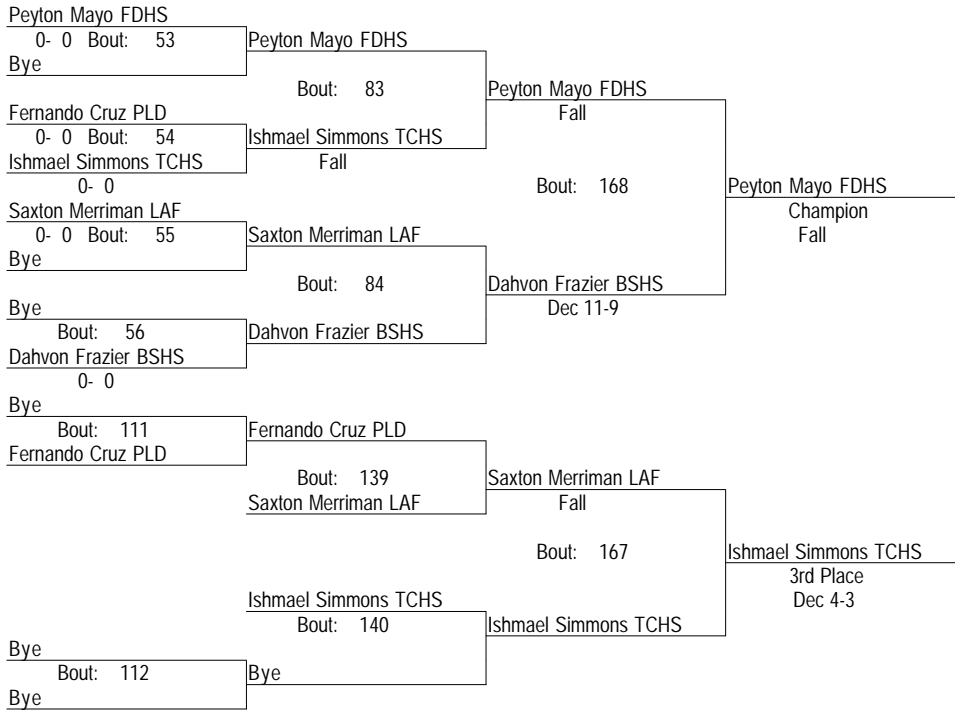 Peyton Mayo FDHS
0- 0 Bout: 53
Bye
Peyton Mayo FDHS
Bout: 83
Peyton Mayo FDHS
Fall
Fernando Cruz PLD
0- 0 Bout: 54
Ishmael Simmons TCHS
0- 0
Ishmael Simmons TCHS
Fall
Bout: 168
Peyton Mayo FDHS
Champion
Fall
Saxton Merriman LAF
0- 0 Bout: 55
Bye
Saxton Merriman LAF
Bout: 84
Dahvon Frazier BSHS
Dec 11-9
Bye
Bout: 56
Dahvon Frazier BSHS
0- 0
Dahvon Frazier BSHS
Bye
Bout: 111
Fernando Cruz PLD
Fernando Cruz PLD
Bout: 139
Saxton Merriman LAF
Saxton Merriman LAF
Fall
Bout: 167
Ishmael Simmons TCHS
3rd Place
Dec 4-3
Ishmael Simmons TCHS
Bout: 140
Ishmael Simmons TCHS
Bye
Bout: 112
Bye
Bye